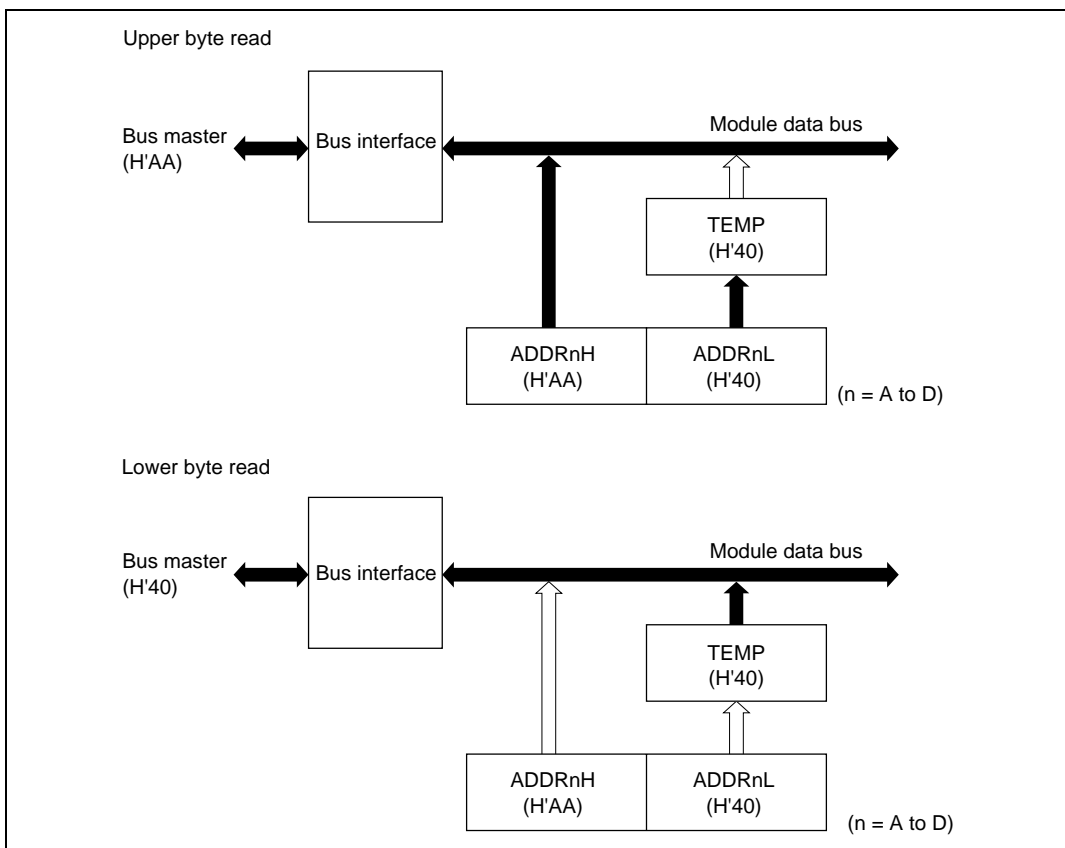 Upper byte read
Bus master
(H'AA)
Bus interface
Module data bus
TEMP
(H'40)
ADDRnH
(H'AA)
ADDRnL
(H'40)
(n = A to D)
Lower byte read
Bus master
(H'40)
Bus interface
Module data bus
TEMP
(H'40)
ADDRnH
(H'AA)
ADDRnL
(H'40)
(n = A to D)